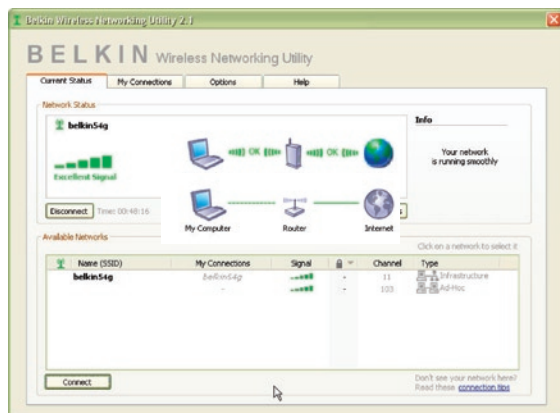 Belkin Wireless Networking Utility 2.1
BELKIN Wireless Networking Utility
Current Status My Connections Options Help
Network Status
belkin54g
Excellent Signal
OK OK
Info
Your network
is running smoothly
Disconnect Time: 00:48:16
My Computer Router Internet
Available Networks
Click on a network to select it
Name (SSID) My Connections Signal Channel Type
belkin54g belkin54g - 11 Infrastructure
- - 103 Ad-Hoc
Connect
Don't see your network here?
Read these connection tips